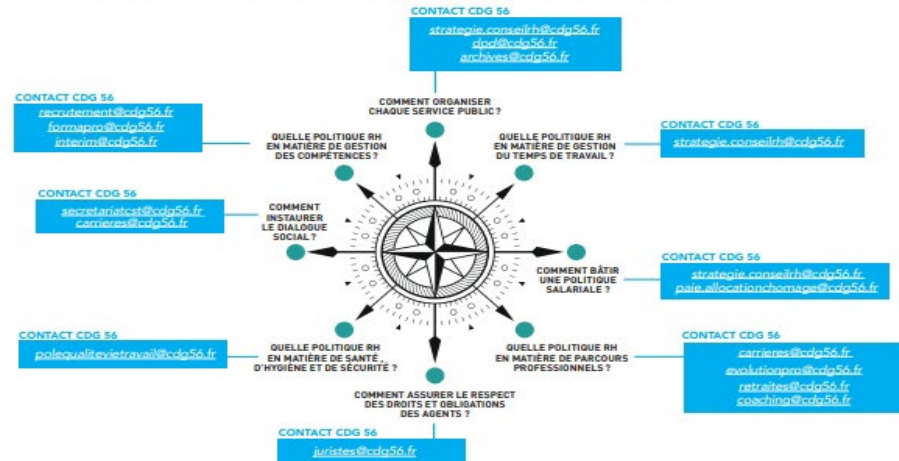 CONTACT CDG 56
strategie.conseilrh@cdg56.fr
dpd@cdg56.fr
archives@cdg56.fr
COMMENT ORGANISER
CHAQUE SERVICE PUBLIC ?
CONTACT CDG 56
recrutement@cdg56.fr
formapro@cdg56.fr
interim@cdg56.fr
QUELLE POLITIQUE RH
EN MATIÈRE DE GESTION
DES COMPÉTENCES ?
QUELLE POLITIQUE RH
EN MATIÈRE DE GESTION
DU TEMPS DE TRAVAIL ?
CONTACT CDG 56
strategie.conseilrh@cdg56.fr
CONTACT CDG 56
secretariatcst@cdg56.fr
carrieres@cdg56.fr
COMMENT
INSTAURER
LE DIALOGUE
SOCIAL ?
COMMENT BÂTIR
UNE POLITIQUE
SALARIALE ?
CONTACT CDG 56
strategie.conseilrh@cdg56.fr
paie.allocationchomage@cdg56.fr
CONTACT CDG 56
polequalitevietravail@cdg56.fr
QUELLE POLITIQUE RH
EN MATIÈRE DE SANTÉ,
D'HYGIÈNE ET DE SÉCURITÉ ?
QUELLE POLITIQUE RH
EN MATIÈRE DE PARCOURS
PROFESSIONNELS ?
CONTACT CDG 56
carrieres@cdg56.fr
evolutionpro@cdg56.fr
retraites@cdg56.fr
coaching@cdg56.fr
COMMENT ASSURER LE RESPECT
DES DROITS ET OBLIGATIONS
DES AGENTS ?
CONTACT CDG 56
juristes@cdg56.fr